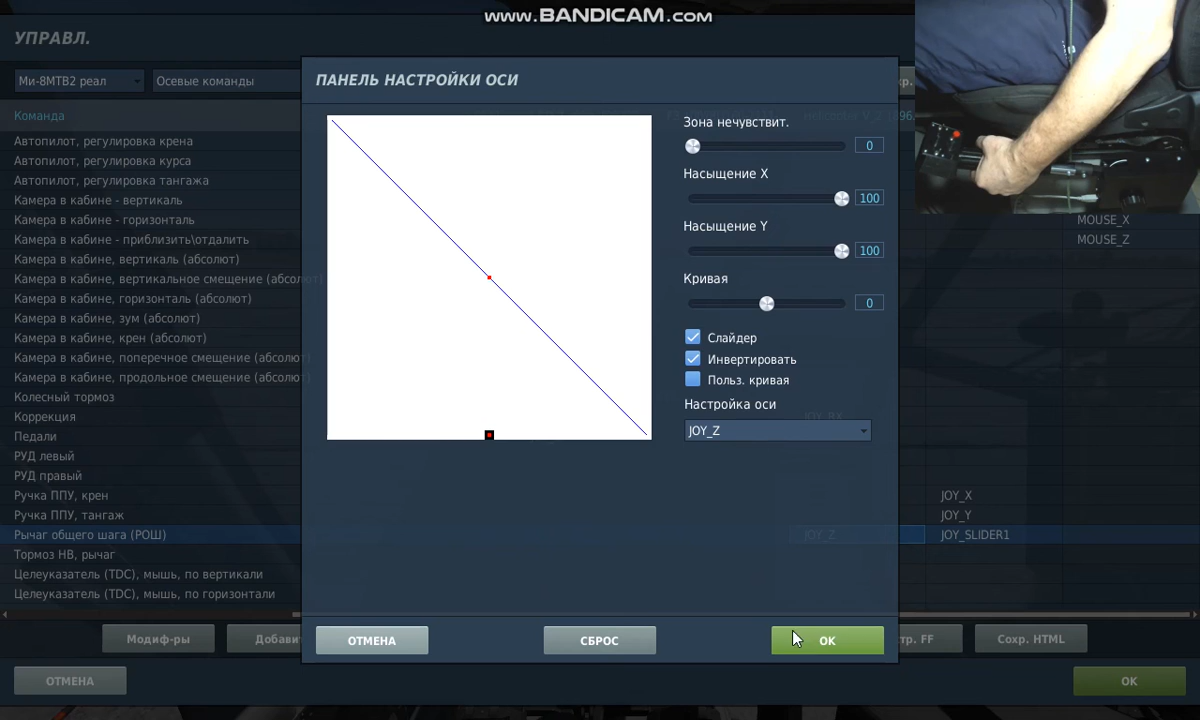 www.BANDICAM.com
УПРАВЛ.
Ми-8МТВ2 реал
Осевые команды
Команда
Автопилот, регулировка крена
Автопилот, регулировка курса
Автопилот, регулировка тангажа
Камера в кабине - вертикаль
Камера в кабине - горизонталь
MOUSE_X
Камера в кабине - приблизить\отдалить
MOUSE_Z
Камера в кабине, вертикаль (абсолют)
Камера в кабине, вертикальное смещение (абсолют)
Камера в кабине, горизонталь (абсолют)
Камера в кабине, зум (абсолют)
Камера в кабине, крен (абсолют)
Камера в кабине, поперечное смещение (абсолют)
Камера в кабине, продольное смещение (абсолют)
Колесный тормоз
Коррекция
JOY_RX
Педали
РУД левый
РУД правый
Ручка ППУ, крен
JOY_X
Ручка ППУ, тангаж
JOY_Y
Рычаг общего шага (РОШ)
JOY_Z
JOY_SLIDER1
Тормоз НВ, рычаг
Целеуказатель (TDC), мышь, по вертикали
Целеуказатель (TDC), мышь, по горизонтали
Модиф-ры
Добави
тр. FF
Сохр. HTML
ОТМЕНА
OK
ПАНЕЛЬ НАСТРОЙКИ ОСИ
Зона нечувствит.
0
Насыщение X
100
Насыщение Y
100
Кривая
0
Слайдер
Инвертировать
Польз. кривая
Настройка оси
JOY_Z
ОТМЕНА
СБРОС
OK